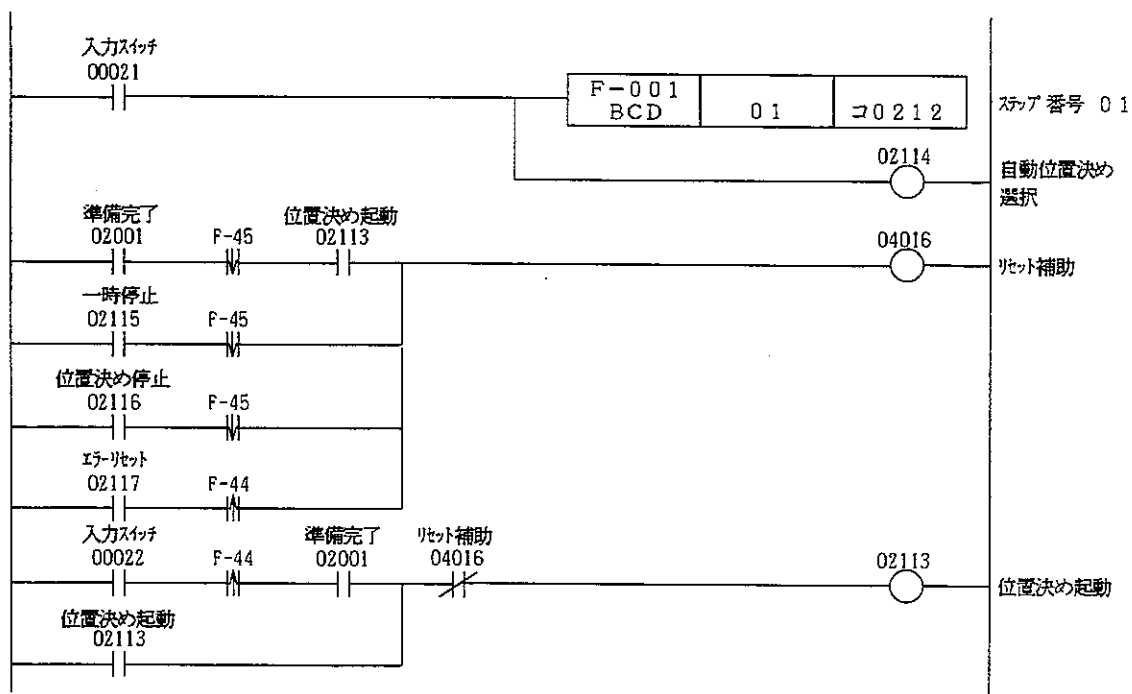 入力スイッチ
00021
F-001
BCD
01
コ0212
ステップ番号 01
02114
自動位置決め
選択
準備完了
02001
F-45
位置決め起動
02113
04016
リセット補助
一時停止
02115
F-45
位置決め停止
02116
F-45
エラーリセット
02117
F-44
入力スイッチ
00022
F-44
準備完了
02001
リセット補助
04016
02113
位置決め起動
位置決め起動
02113